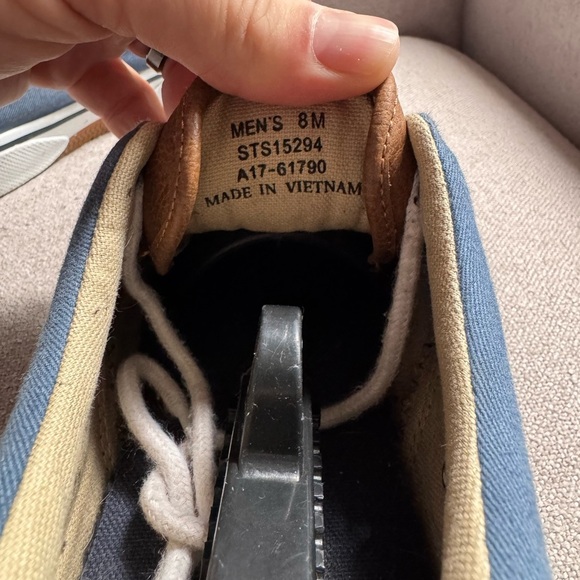 MEN'S 8M
STS15294
A17-61790
MADE IN VIETNAM